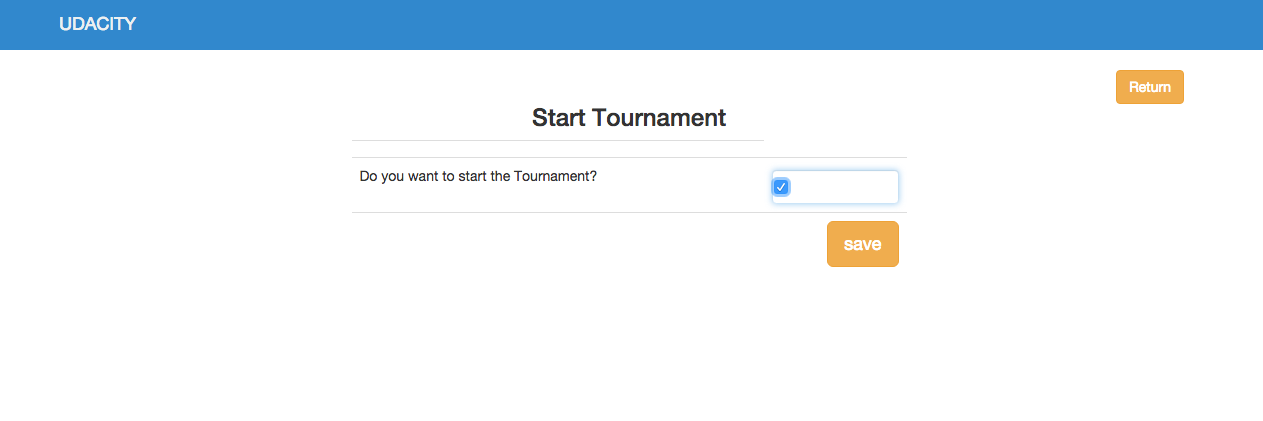 UDACITY
Return
Start Tournament
Do you want to start the Tournament?
save